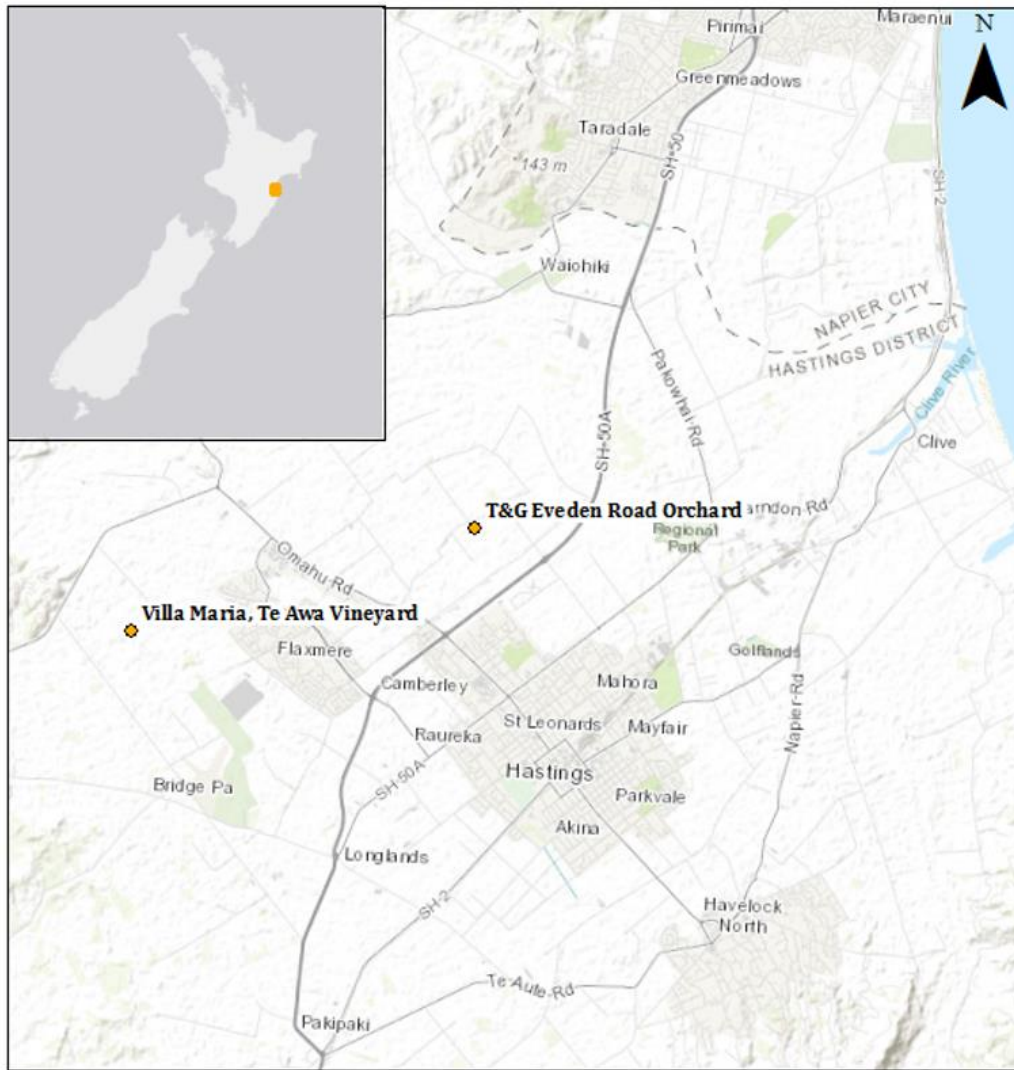 Maraenui
N
Pirimai
Greenmeadows
Taradale
143 m
SH-50
SH-2
Waiohiki
NAPIER CITY
HASTINGS DISTRICT
Pakowhai-Rd
Clive River
SH-50A
Clive
T&G Eveden Road Orchard
arndon-Rd
Regional
Park
Omahu-Rd
Villa Maria, Te Awa Vineyard
Flaxmere
Golflands
Camberley
Mahora
St Leonards
Mayfair
Raureka
Napier-Rd
SH-50A
Hastings
Bridge Pa
Parkvale
Akina
Longlands
SH-2
Havelock
North
Te-Aute-Rd
Pakipaki